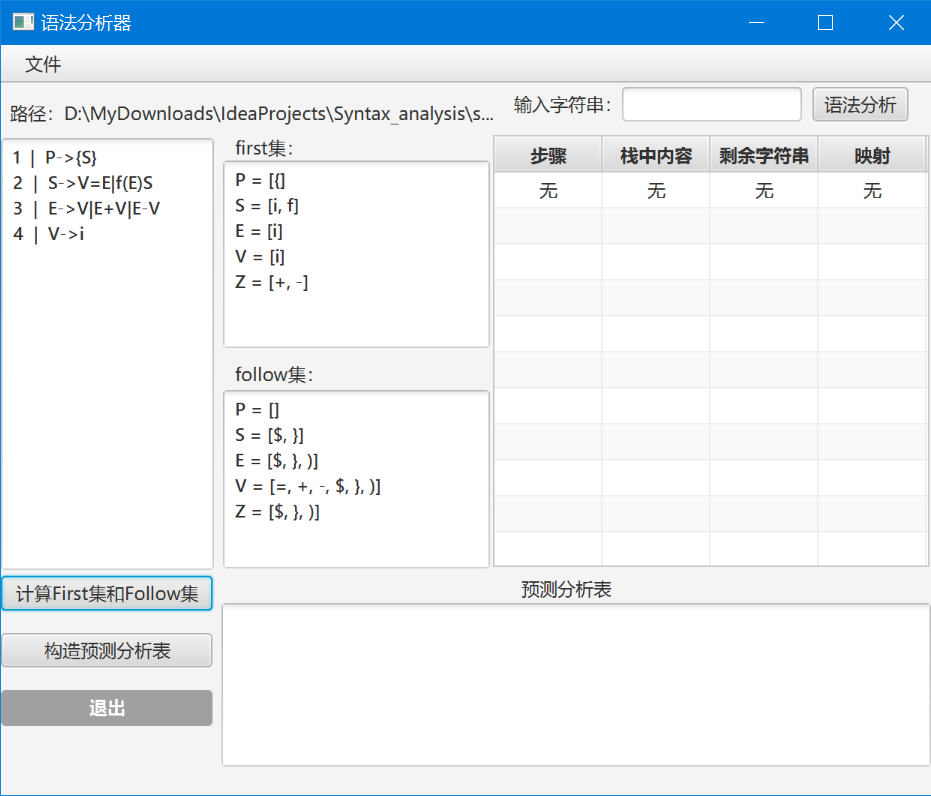 语法分析器
文件
路径：D:\MyDownloads\IdeaProjects\Syntax_analysis\s...
输入字符串：
语法分析
1 | P->{S}
2 | S->V=E|f(E)S
3 | E->V|E+V|E-V
4 | V->i
first集：
P = [{]
S = [i, f]
E = [i]
V = [i]
Z = [+, -]
follow集：
P = []
S = [$, }]
E = [$, }, )]
V = [=, +, -, $, }, )]
Z = [$, }, )]
步骤 栈中内容 剩余字符串 映射
无 无 无 无
计算First集和Follow集
构造预测分析表
退出
预测分析表